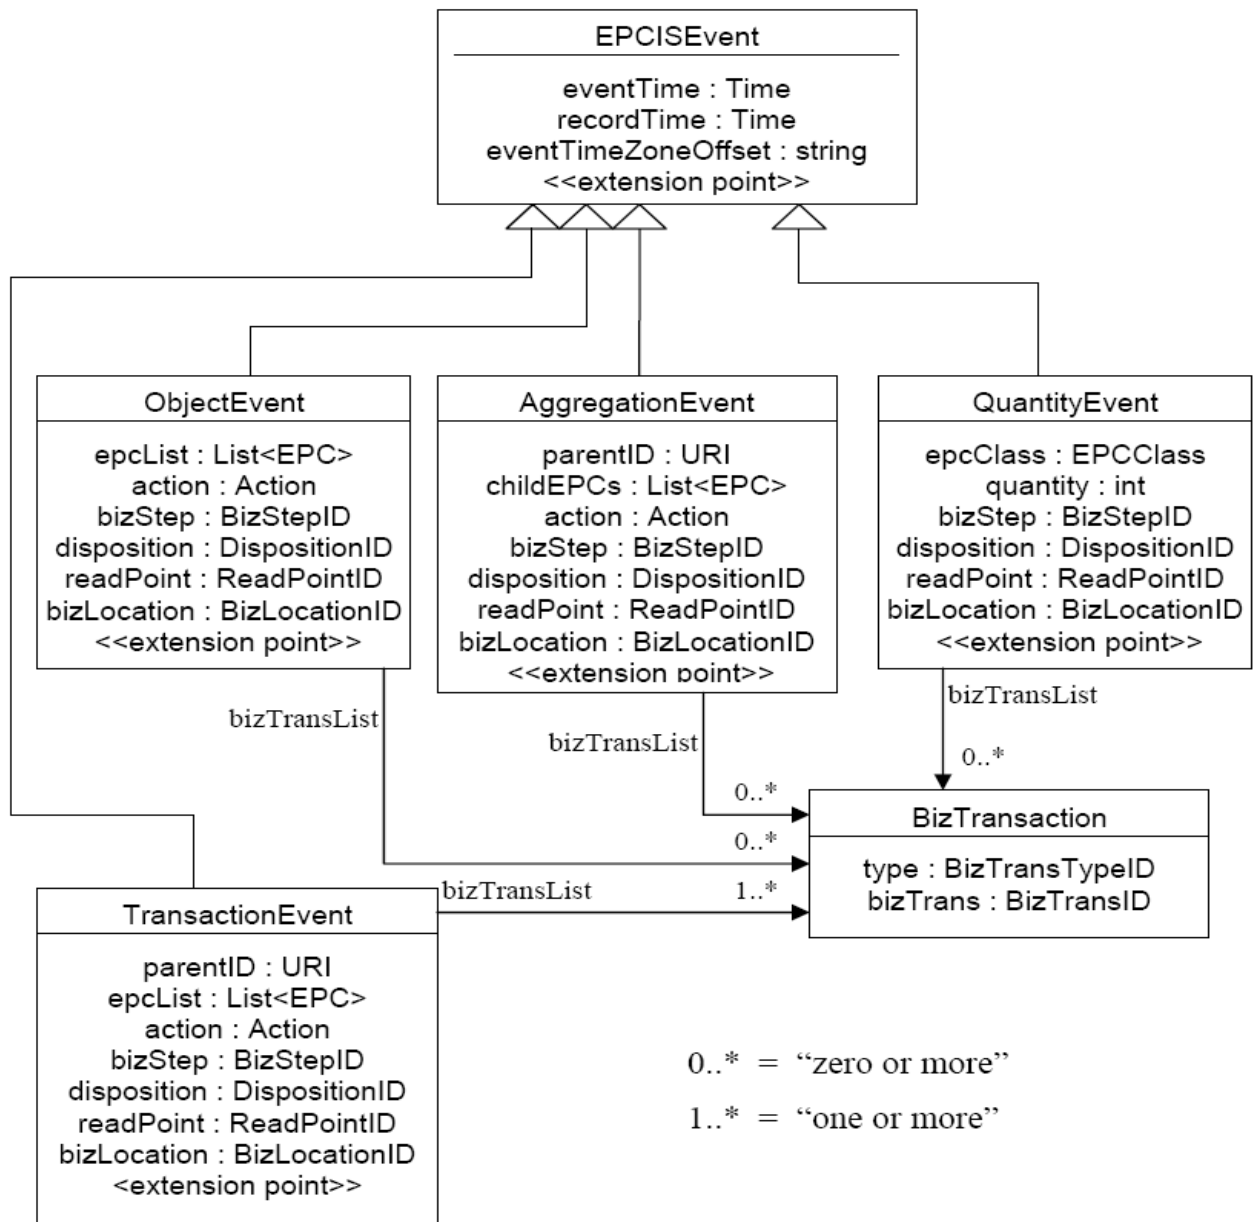 EPCISEvent
eventTime : Time
recordTime : Time
eventTimeZoneOffset : string
<<extension point>>
ObjectEvent
epcList : List<EPC>
action : Action
bizStep : BizStepID
disposition : DispositionID
readPoint : ReadPointID
bizLocation : BizLocationID
<<extension point>>
AggregationEvent
parentID : URI
childEPCs : List<EPC>
action : Action
bizStep : BizStepID
disposition : DispositionID
readPoint : ReadPointID
bizLocation : BizLocationID
<<extension point>>
QuantityEvent
epcClass : EPCClass
quantity : int
bizStep : BizStepID
disposition : DispositionID
readPoint : ReadPointID
bizLocation : BizLocationID
<<extension point>>
bizTransList
bizTransList
bizTransList
0..*
0..*
0..*
BizTransaction
type : BizTransTypeID
bizTrans : BizTransID
bizTransList
1..*
TransactionEvent
parentID : URI
epcList : List<EPC>
action : Action
bizStep : BizStepID
disposition : DispositionID
readPoint : ReadPointID
bizLocation : BizLocationID
<extension point>>
0..* = “zero or more”
1..* = “one or more”